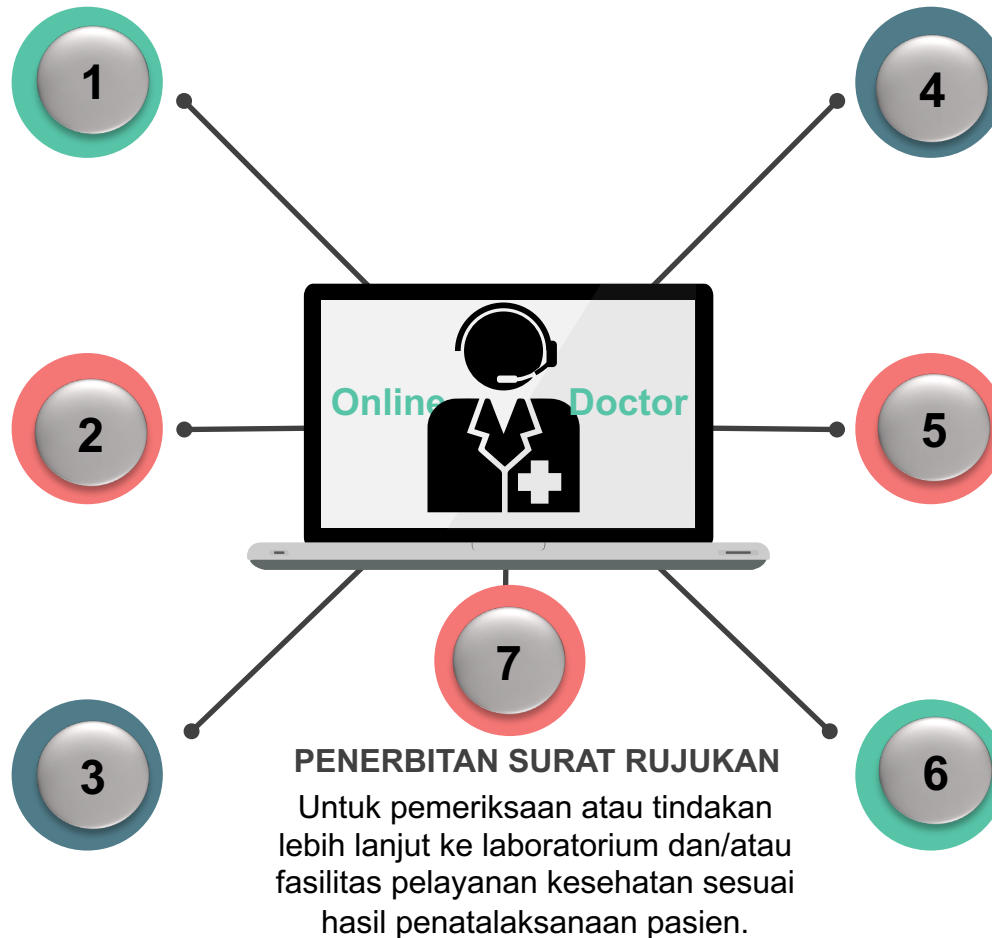 1
4
Online Doctor
2
5
7
3
6
PENERBITAN SURAT RUJUKAN
Untuk pemeriksaan atau tindakan
lebih lanjut ke laboratorium dan/atau
fasilitas pelayanan kesehatan sesuai
hasil penatalaksanaan pasien.